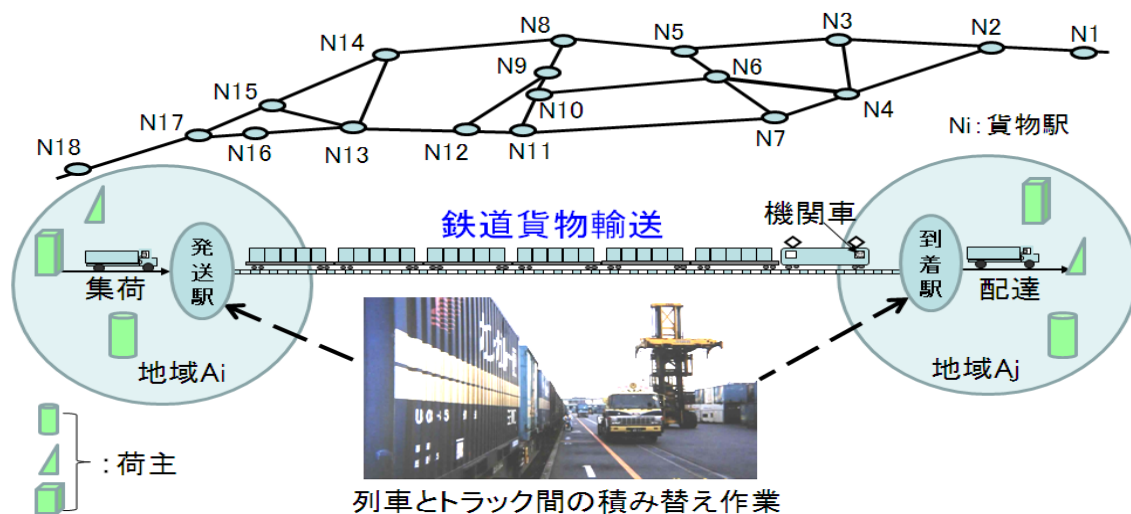 N8
N5
N3
N2
N1
N14
N9
N6
N15
N10
N4
N17
N7
N18
N16
N13
N12
N11
Ni：貨物駅
鉄道貨物輸送
機関車
発送駅
到着駅
集荷
配達
地域Ai
地域Aj
：荷主
列車とトラック間の積み替え作業